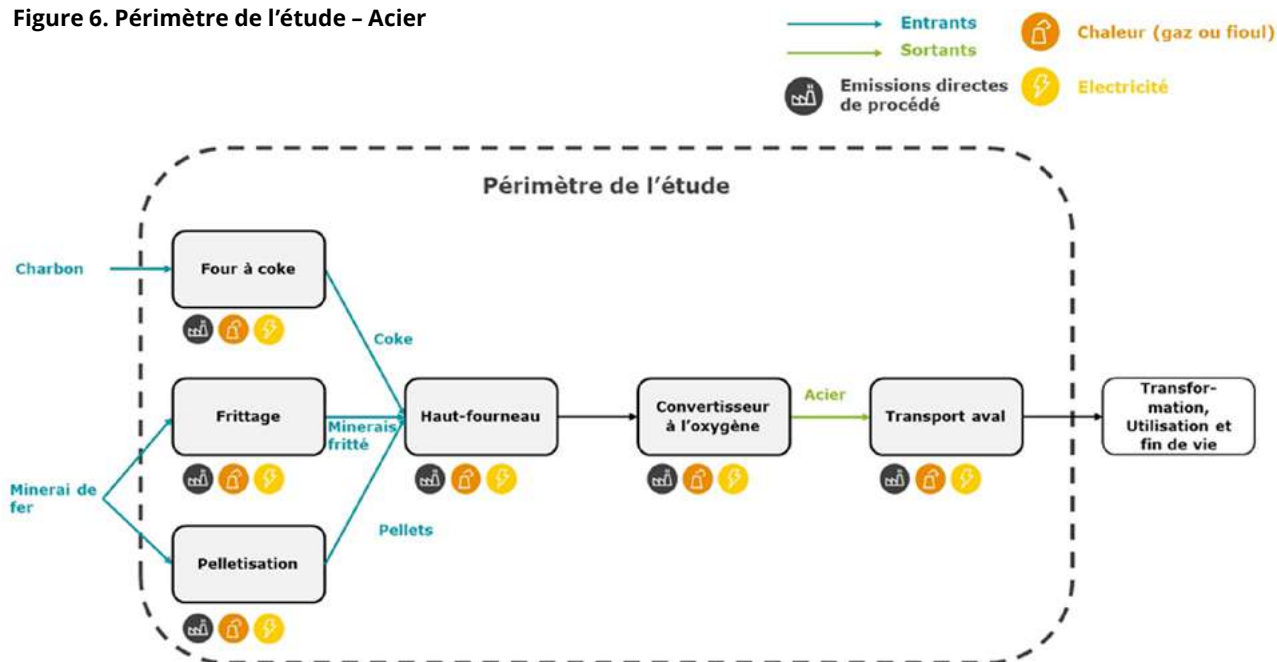 Figure 6. Périmètre de l’étude – Acier
Entrants
Sortants
Emissions directes
de procédé
Chaleur (gaz ou fioul)
Electricité
Périmètre de l’étude
Charbon
Four à coke
Coke
Frittage
Minerais
fritté
Haut-fourneau
Convertisseur
à l’oxygène
Acier
Transport aval
Transfor-
mation,
Utilisation et
fin de vie
Minerai de
fer
Pellets
Pelletisation